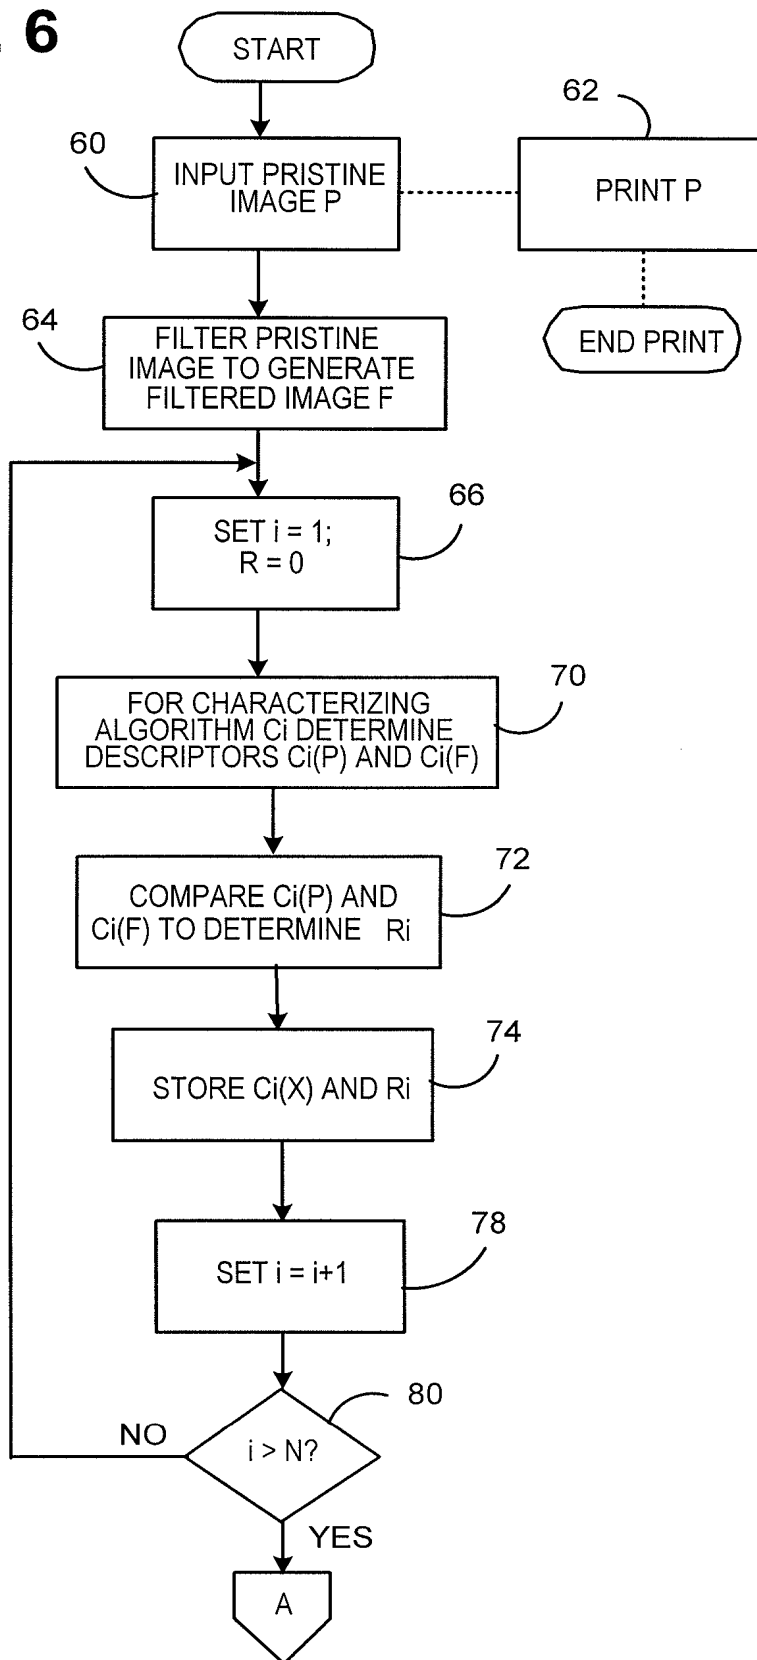 . 6
START
62
60
INPUT PRISTINE
IMAGE P
PRINT P
64
FILTER PRISTINE
IMAGE TO GENERATE
FILTERED IMAGE F
END PRINT
66
SET i = 1;
R = 0
70
FOR CHARACTERIZING
ALGORITHM Ci DETERMINE
DESCRIPTORS Ci(P) AND Ci(F)
72
COMPARE Ci(P) AND
Ci(F) TO DETERMINE Ri
74
STORE Ci(X) AND Ri
78
SET i = i+1
80
NO
i > N?
YES
A